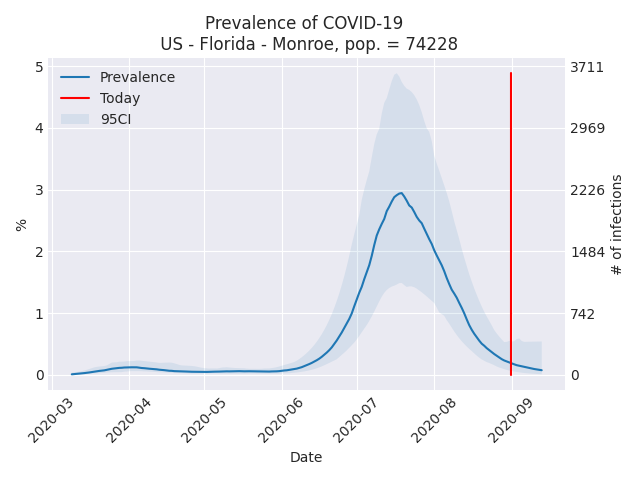 Prevalence of COVID-19
US - Florida - Monroe, pop. = 74228
Prevalence
Today
95CI
5
4
3
2
1
0
%
3711
2969
2226
1484
742
0
# of infections
2020-03
2020-04
2020-05
2020-06
2020-07
2020-08
2020-09
Date